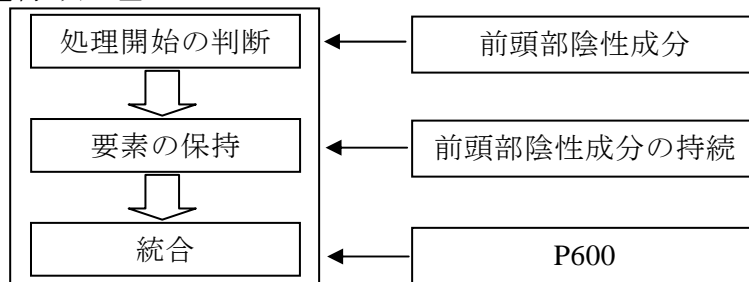 処理開始の判断
前頭部陰性成分
要素の保持
前頭部陰性成分の持続
統合
P600